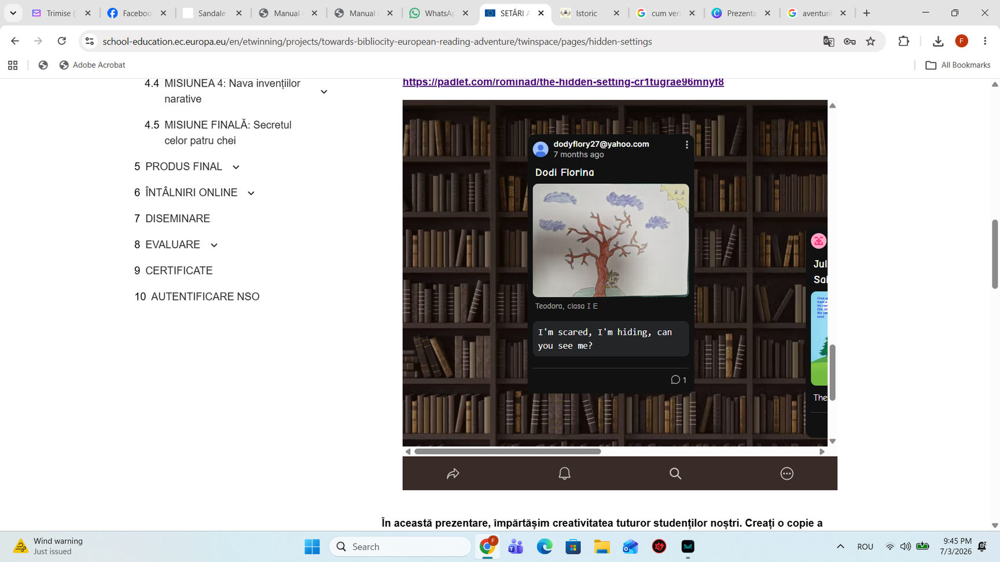 Trimise (
Faceboo
Sandale
Manual
Manual
WhatsAp
SETĂRI A
Istoric
cum veri
Prezenta
aventuri
school-education.ec.europa.eu/en/etwinning/projects/towards-bibliocity-european-reading-adventure/twinspace/pages/hidden-settings
F
Adobe Acrobat
All Bookmarks
4.4 MISIUNEA 4: Nava invențiilor
narative
4.5 MISIUNE FINALĂ: Secretul
celor patru chei
5 PRODUS FINAL
6 ÎNTÂLNIRI ONLINE
7 DISEMINARE
8 EVALUARE
9 CERTIFICATE
10 AUTENTIFICARE NSO
https://padlet.com/rominad/the-hidden-setting-cr1tugrae96mnyf8
dodyflory27@yahoo.com
7 months ago
Dodi Florina
Teodora, clasa I E
I'm scared, I'm hiding, can
you see me?
1
Jul
Sai
The
În această prezentare, împărtășim creativitatea tuturor studenților noștri. Creați o copie a
Wind warning
Just issued
Search
F
ROU
9:45 PM
7/3/2026